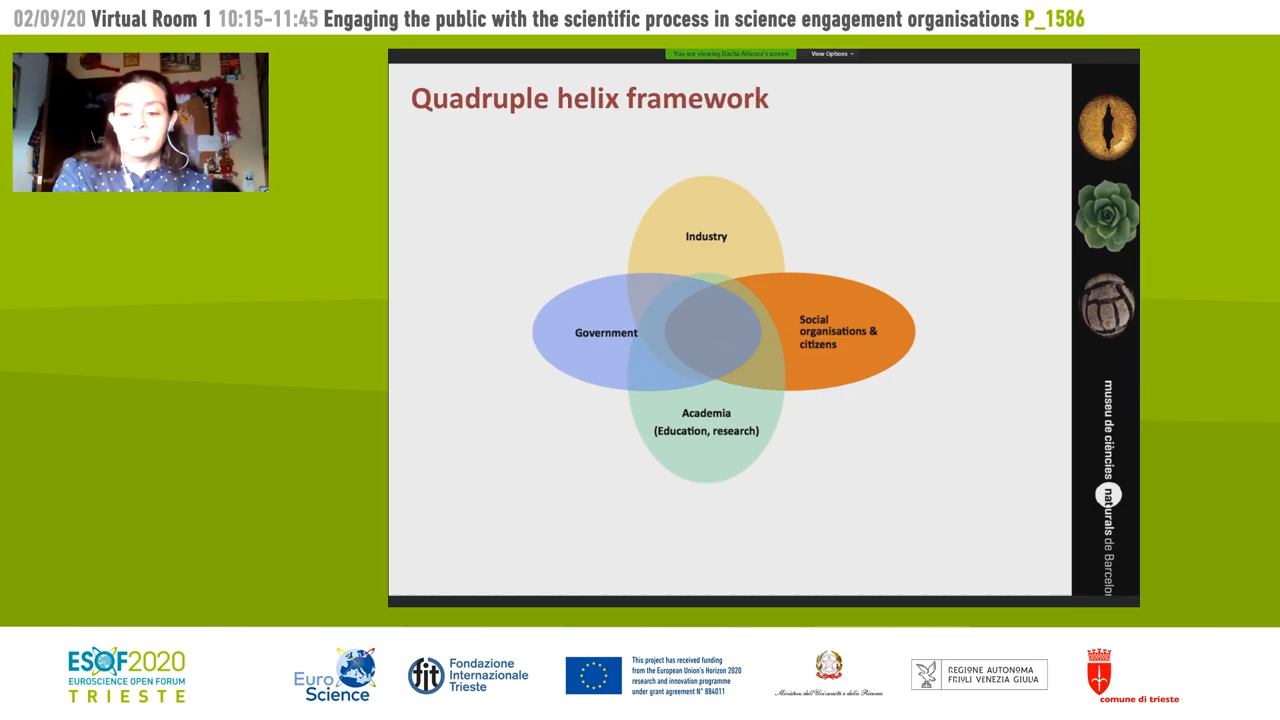 02/09/20 Virtual Room 1 10:15-11:45 Engaging the public with the scientific process in science engagement organisations P_1586
You are viewing Dacha Atienza's screen
View Options
Quadruple helix framework
Industry
Government
Social
organisations &
citizens
Academia
(Education, research)
museu de ciències naturals de Barcelon
ESOF2020
EUROSCIENCE OPEN FORUM
TRIESTE
Euro
Science
fit
Fondazione
Internazionale
Trieste
This project has received funding
from the European Union's Horizon 2020
research and innovation programme
under grant agreement N° 884011
Ministero dell'Università e della Ricerca
REGIONE AUTONOMA
FRIULI VENEZIA GIULIA
comune di trieste